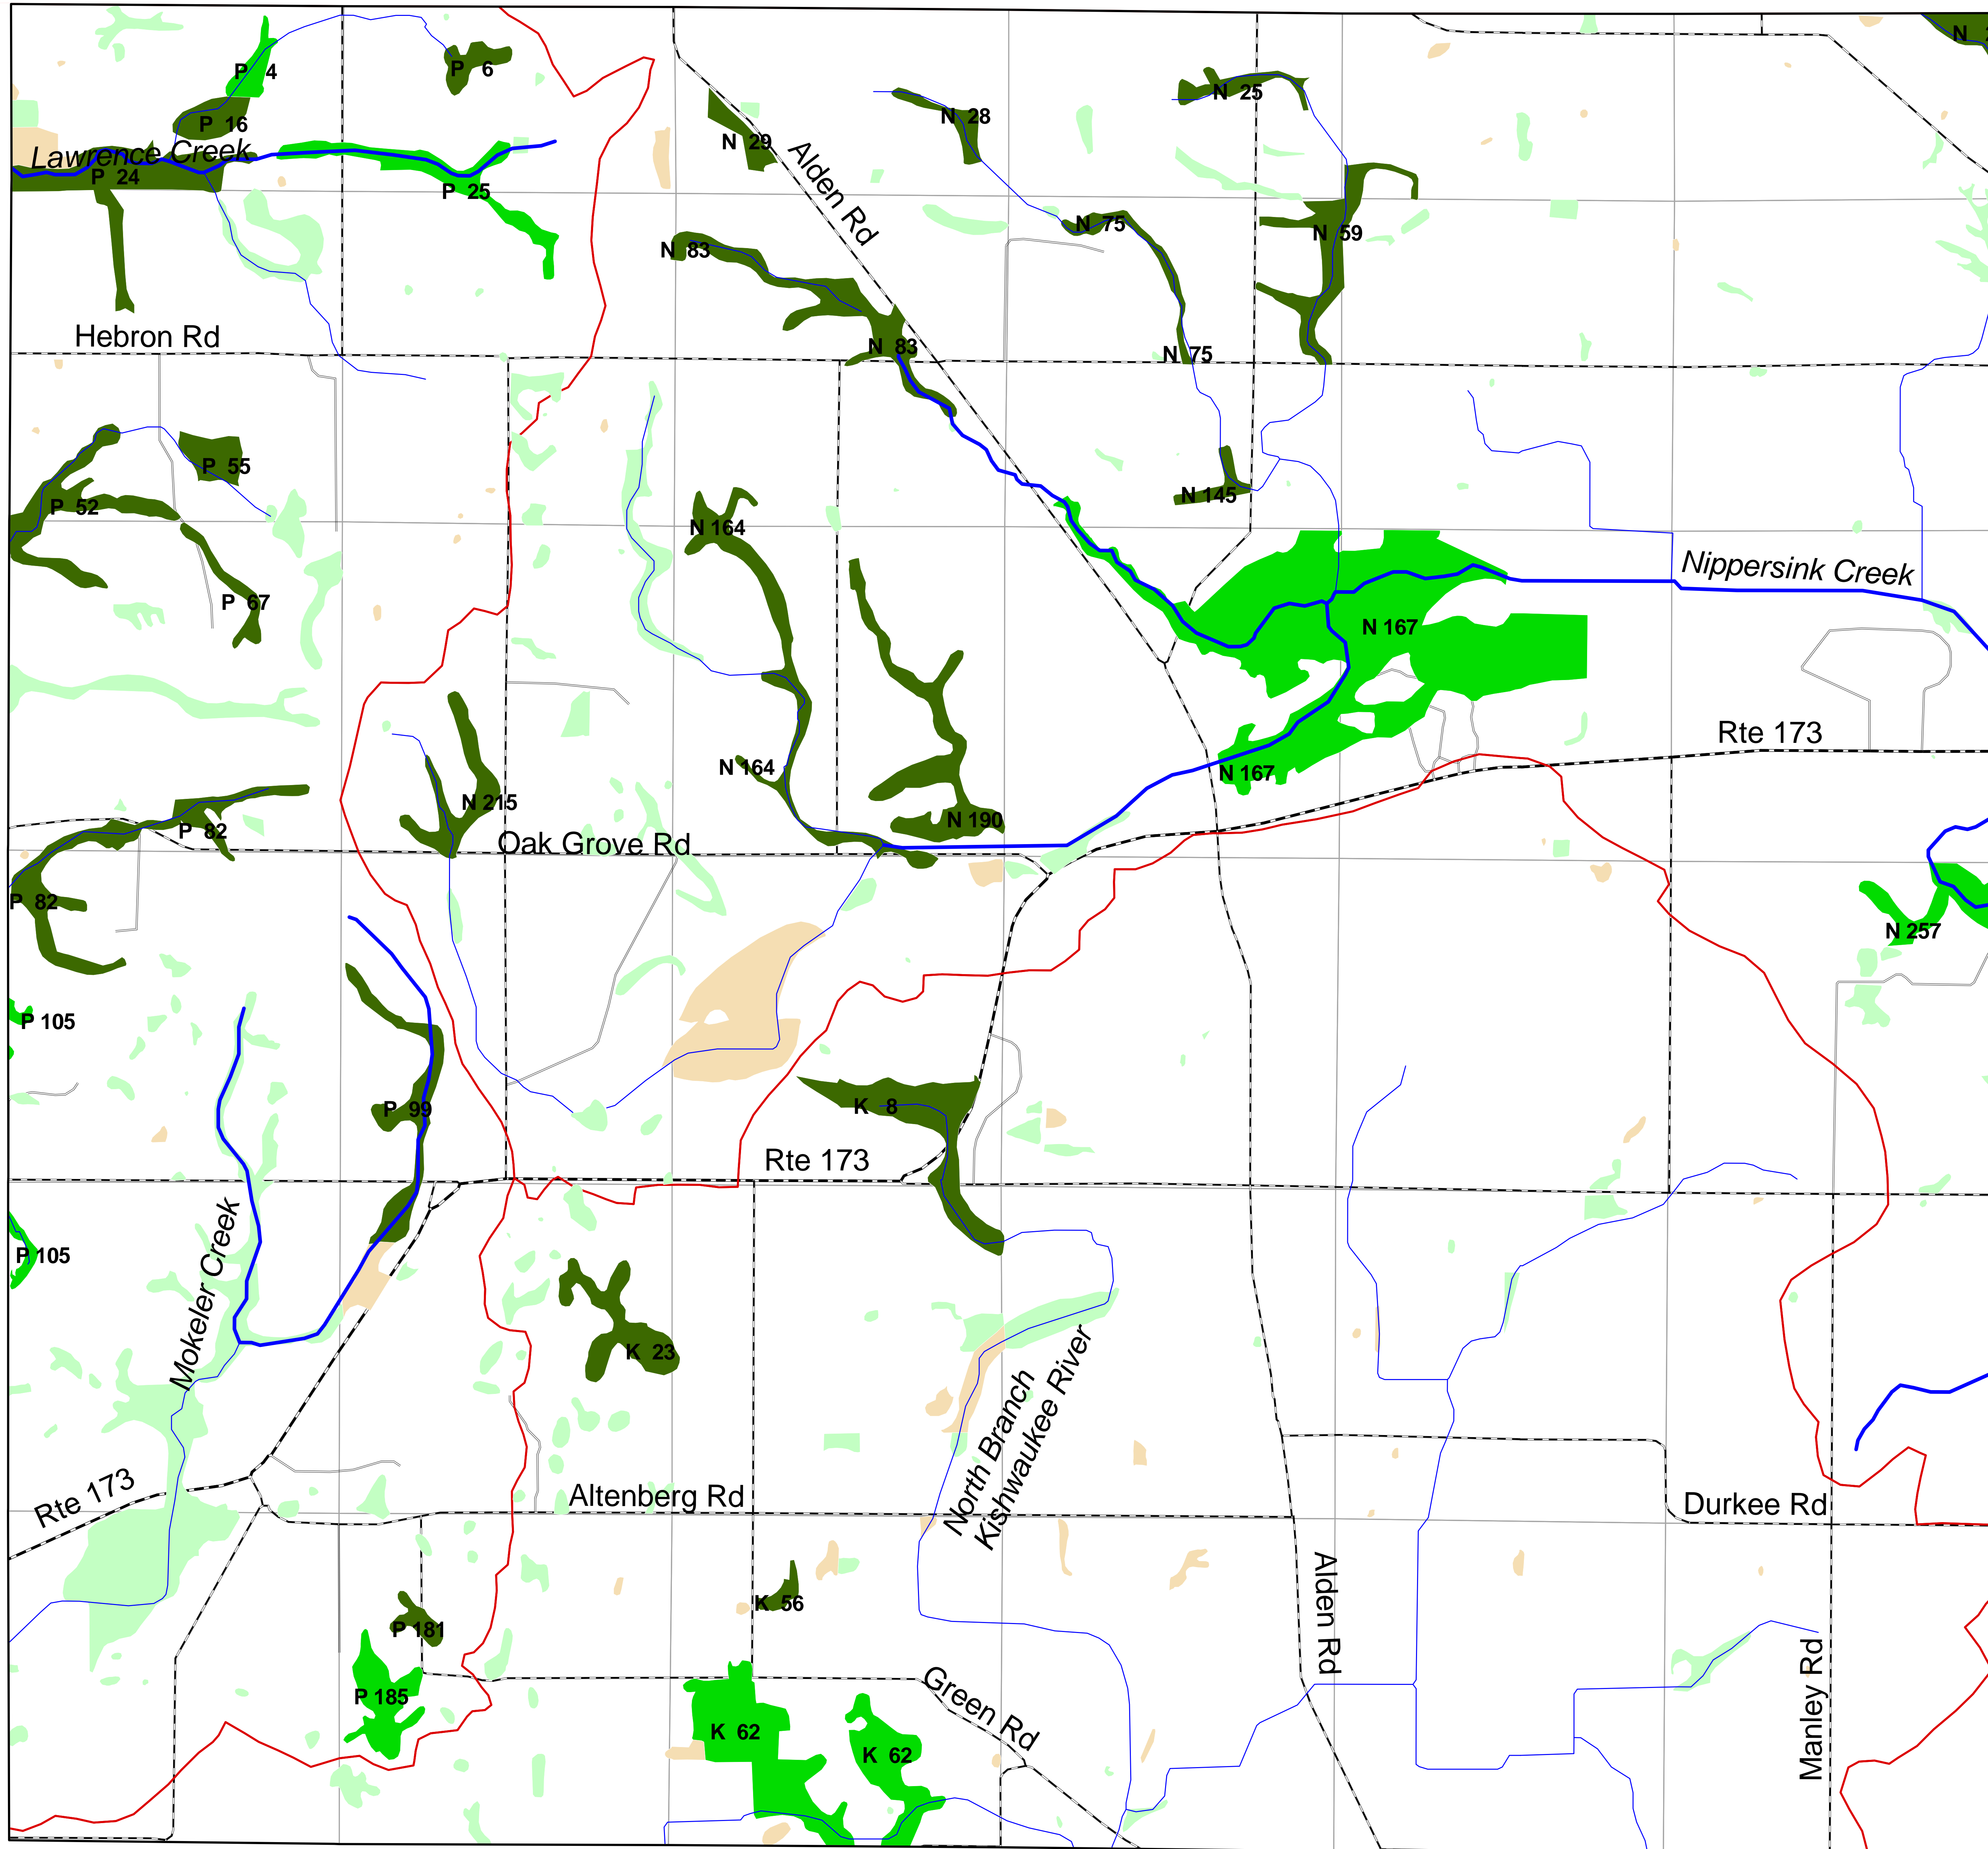 N
P 4
P 6
N 25
N 28
P 16
N 29
Alden Rd
Lawrence Creek
P 24
P 25
N 75
N 59
N 83
Hebron Rd
N 83
N 75
P 55
N 145
P 52
N 164
Nippersink Creek
P 67
N 167
Rte 173
N 164
N 167
N 215
N 190
P 82
Oak Grove Rd
P 82
N 257
P 105
K 8
P 99
Rte 173
P 105
Mokeler Creek
K 23
North Branch
Kishwaukee River
Rte 173
Altenberg Rd
Durkee Rd
Alden Rd
K 56
P 181
Manley Rd
P 185
Green Rd
K 62
K 62